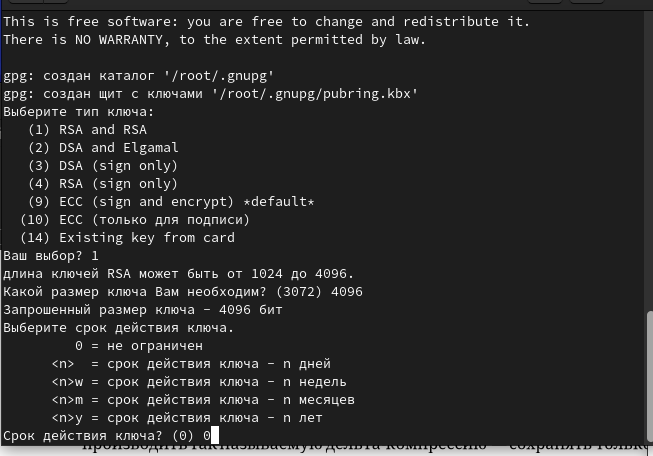 This is free software: you are free to change and redistribute it.
There is NO WARRANTY, to the extent permitted by law.
gpg: создан каталог '/root/.gnupg'
gpg: создан щит с ключами '/root/.gnupg/pubring.kbx'
Выберите тип ключа:
(1) RSA and RSA
(2) DSA and Elgamal
(3) DSA (sign only)
(4) RSA (sign only)
(9) ECC (sign and encrypt) *default*
(10) ECC (только для подписи)
(14) Existing key from card
Ваш выбор? 1
длина ключей RSA может быть от 1024 до 4096.
Какой размер ключа Вам необходим? (3072) 4096
Запрошенный размер ключа - 4096 бит
Выберите срок действия ключа.
0 = не ограничен
<n> = срок действия ключа - n дней
<n>w = срок действия ключа - n недель
<n>m = срок действия ключа - n месяцев
<n>y = срок действия ключа - n лет
Срок действия ключа? (0) 0
производить так называемую дельта-компрессию — сохранять только